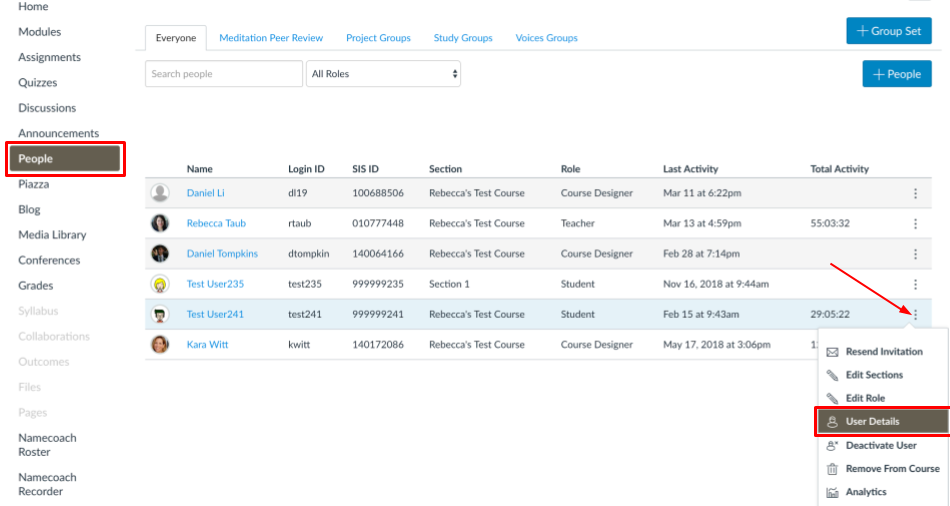 Home
Modules
Assignments
Quizzes
Discussions
Announcements
People
Piazza
Blog
Media Library
Conferences
Grades
Syllabus
Collaborations
Outcomes
Files
Pages
Namecoach
Roster
Namecoach
Recorder
Everyone Meditation Peer Review Project Groups Study Groups Voices Groups
+ Group Set
Search people All Roles
+ People
Name Login ID SIS ID Section Role Last Activity Total Activity
Daniel Li dl19 100688506 Rebecca's Test Course Course Designer Mar 11 at 6:22pm
Rebecca Taub rtaub 010777448 Rebecca's Test Course Teacher Mar 13 at 4:59pm 55:03:32
Daniel Tompkins dtompkin 140064166 Rebecca's Test Course Course Designer Feb 28 at 7:14pm
Test User235 test235 999999235 Section 1 Student Nov 16, 2018 at 9:44am
Test User241 test241 999999241 Rebecca's Test Course Student Feb 15 at 9:43am 29:05:22
Kara Witt kwitt 140172086 Rebecca's Test Course Course Designer May 17, 2018 at 3:06pm
Resend Invitation
Edit Sections
Edit Role
User Details
Deactivate User
Remove From Course
Analytics